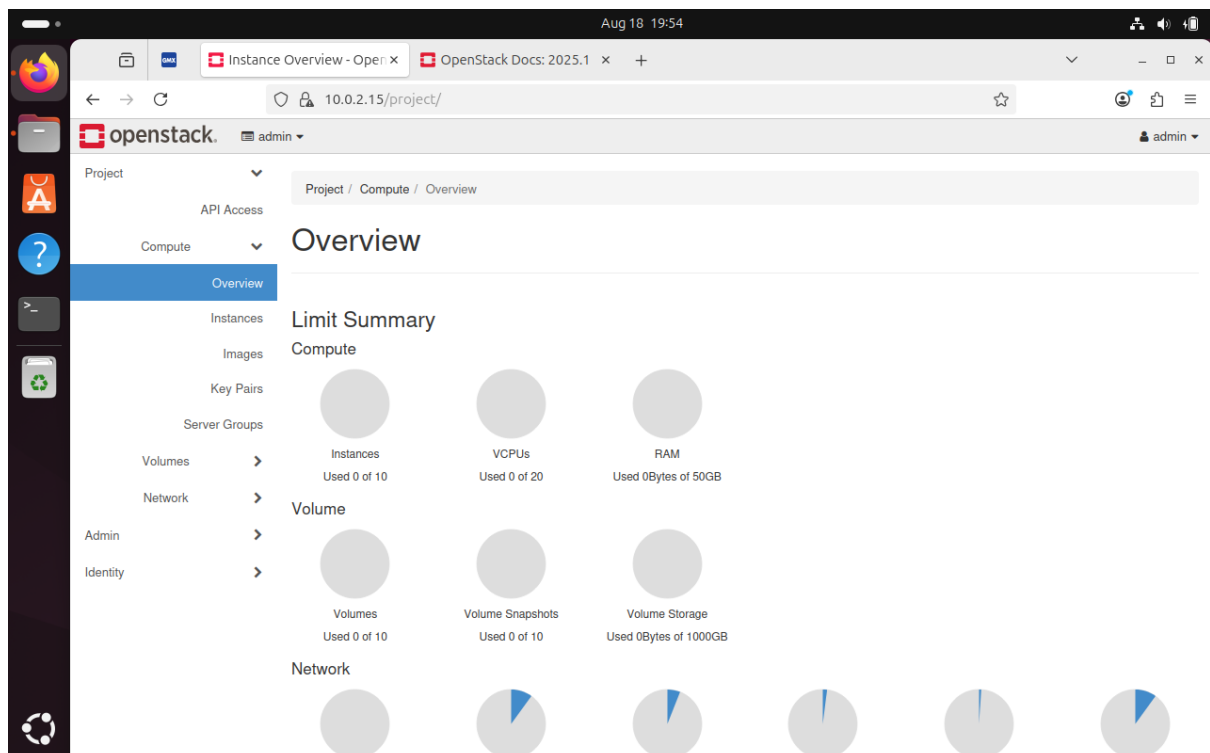 Aug 18 19:54
GMX
Instance Overview - Open
OpenStack Docs: 2025.1
10.0.2.15/project/
openstack.
admin
admin
Project
API Access
Compute
Overview
Instances
Images
Key Pairs
Server Groups
Volumes
Network
Admin
Identity
Project / Compute / Overview
Overview
Limit Summary
Compute
Instances VCPUs RAM
Used 0 of 10 Used 0 of 20 Used 0Bytes of 50GB
Volume
Volumes Volume Snapshots Volume Storage
Used 0 of 10 Used 0 of 10 Used 0Bytes of 1000GB
Network